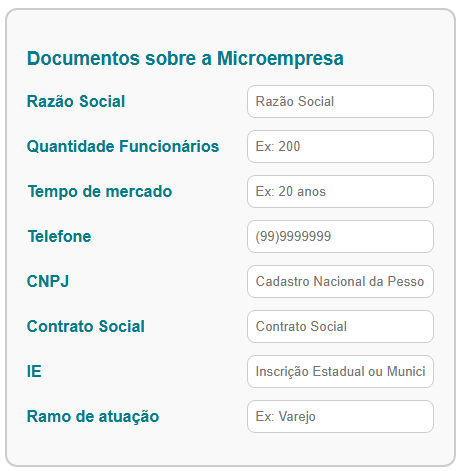 Documentos sobre a Microempresa
Razão Social Razão Social
Quantidade Funcionários Ex: 200
Tempo de mercado Ex: 20 anos
Telefone (99)9999999
CNPJ Cadastro Nacional da Pesso
Contrato Social Contrato Social
IE Inscrição Estadual ou Munici
Ramo de atuação Ex: Varejo